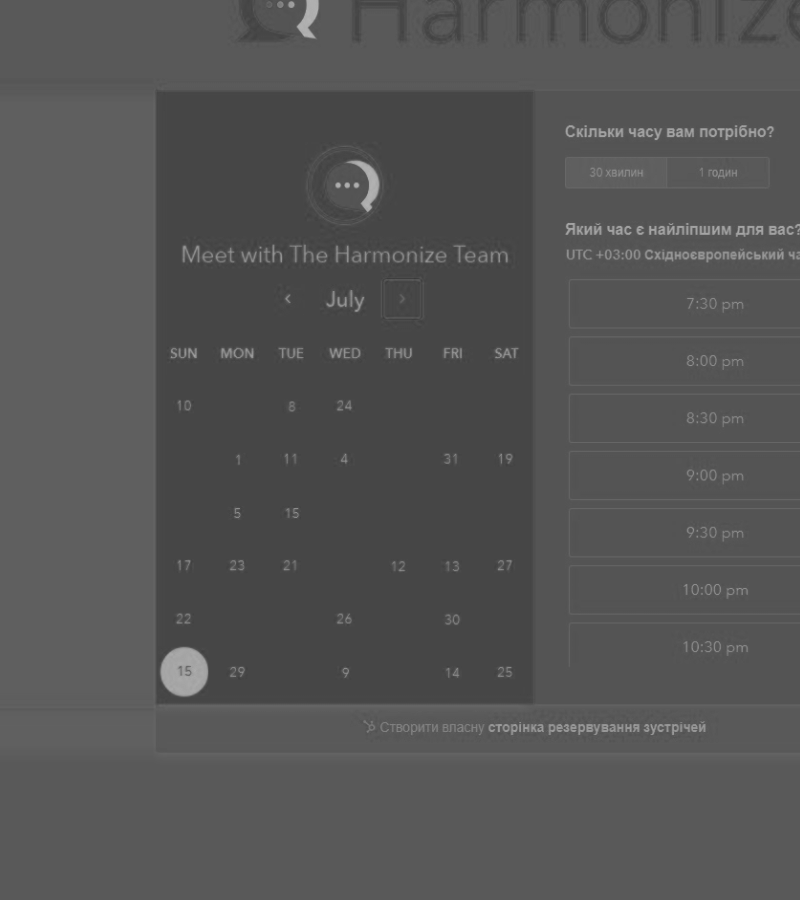 Harmonize
Meet with The Harmonize Team
July
SUN MON TUE WED THU FRI SAT
10 8 24
1 11 4 31 19
5 15
17 23 21 12 13 27
22 26 30
15 29 9 14 25
Скільки часу вам потрібно?
30 хвилин 1 годин
Який час є найліпшим для вас?
UTC +03:00 Східноєвропейський ча
7:30 pm
8:00 pm
8:30 pm
9:00 pm
9:30 pm
10:00 pm
10:30 pm
Створити власну сторінка резервування зустрічей